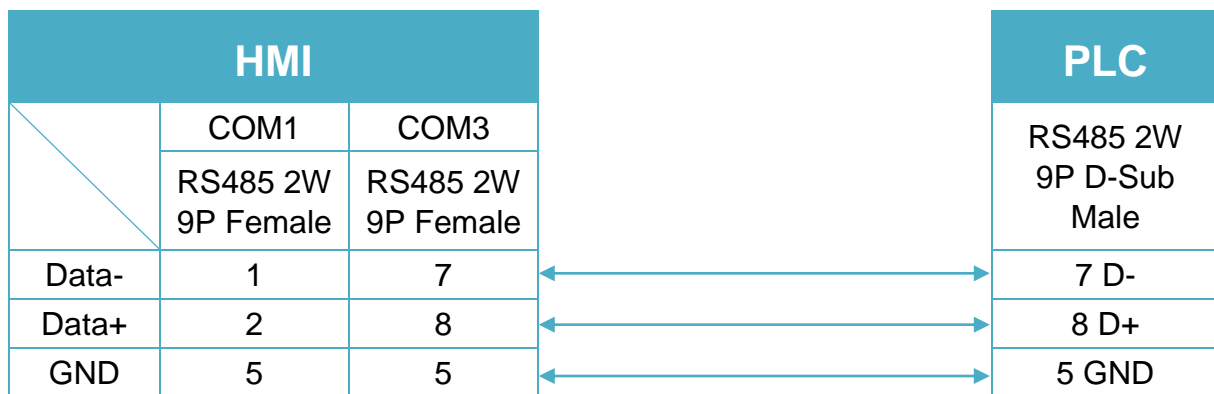 HMI
PLC
COM1
COM3
RS485 2W
9P Female
RS485 2W
9P Female
RS485 2W
9P D-Sub
Male
Data-
1
7
7 D-
Data+
2
8
8 D+
GND
5
5
5 GND